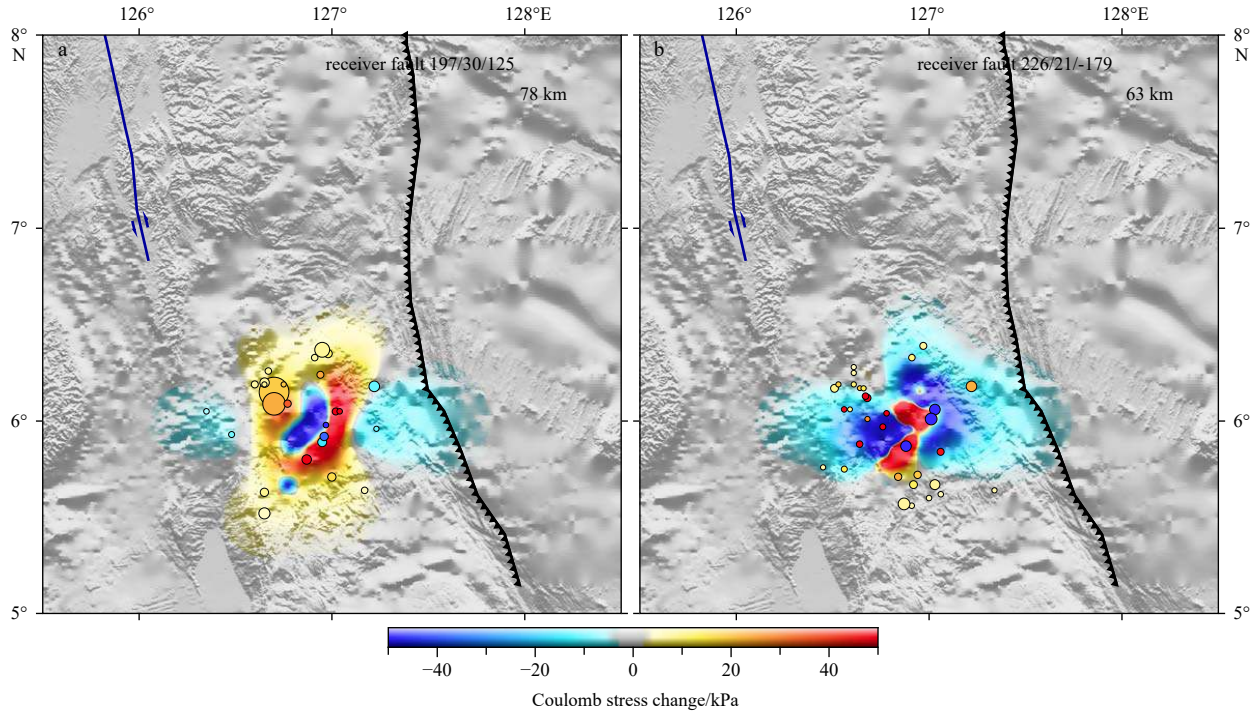 126° 127° 128°E 126° 127° 128°E
8° N a receiver fault 197/30/125 b receiver fault 226/21/-179 8° N
78 km 63 km
7° 7°
6° 6°
5° 5°
−40 −20 0 20 40
Coulomb stress change/kPa